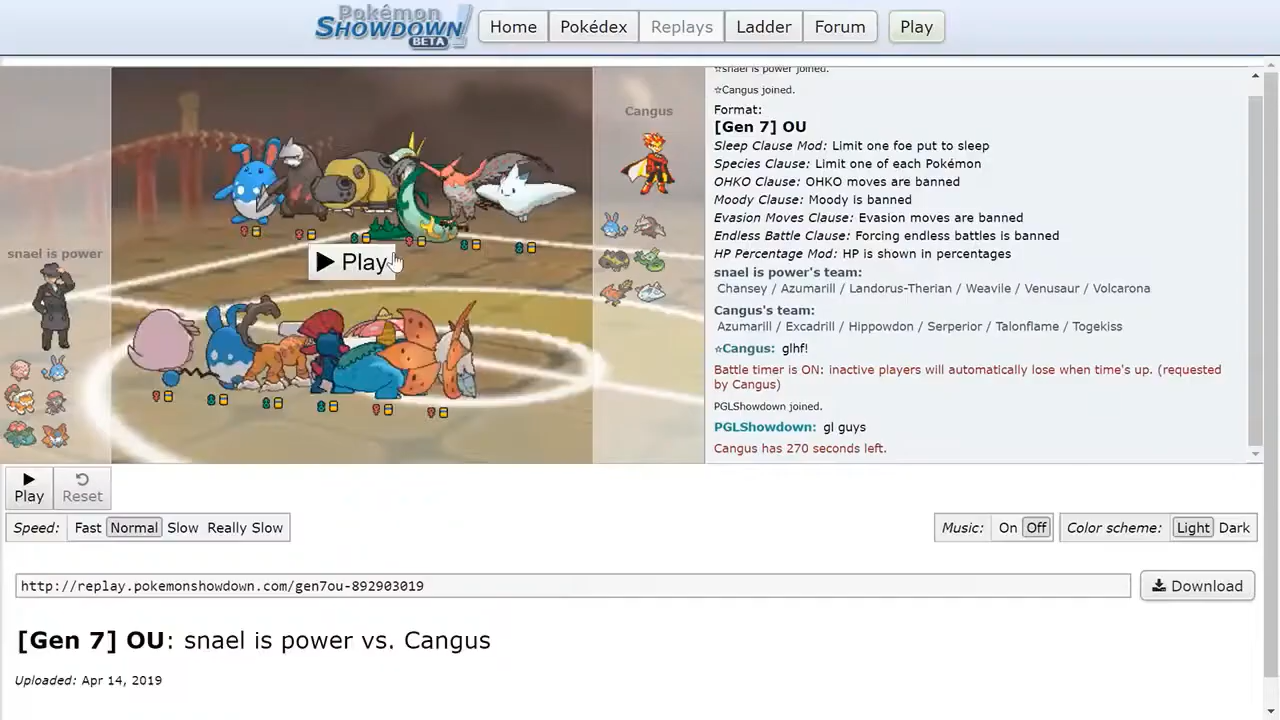 Pokémon
SHOWDOWN!
BETA
Home
Pokédex
Replays
Ladder
Forum
Play
snael is power
Cangus
Play
☆snael is power joined.
☆Cangus joined.
Format:
[Gen 7] OU
Sleep Clause Mod: Limit one foe put to sleep
Species Clause: Limit one of each Pokémon
OHKO Clause: OHKO moves are banned
Moody Clause: Moody is banned
Evasion Moves Clause: Evasion moves are banned
Endless Battle Clause: Forcing endless battles is banned
HP Percentage Mod: HP is shown in percentages
snael is power's team:
Chansey / Azumarill / Landorus-Therian / Weavile / Venusaur / Volcarona
Cangus's team:
Azumarill / Excadrill / Hippowdon / Serperior / Talonflame / Togekiss
☆Cangus: glhf!
Battle timer is ON: inactive players will automatically lose when time's up. (requested
by Cangus)
PGLShowdown joined.
PGLShowdown: gl guys
Cangus has 270 seconds left.
Play
Reset
Speed: Fast Normal Slow Really Slow
Music: On Off
Color scheme: Light Dark
http://replay.pokemonshowdown.com/gen7ou-892903019
Download
[Gen 7] OU: snael is power vs. Cangus
Uploaded: Apr 14, 2019